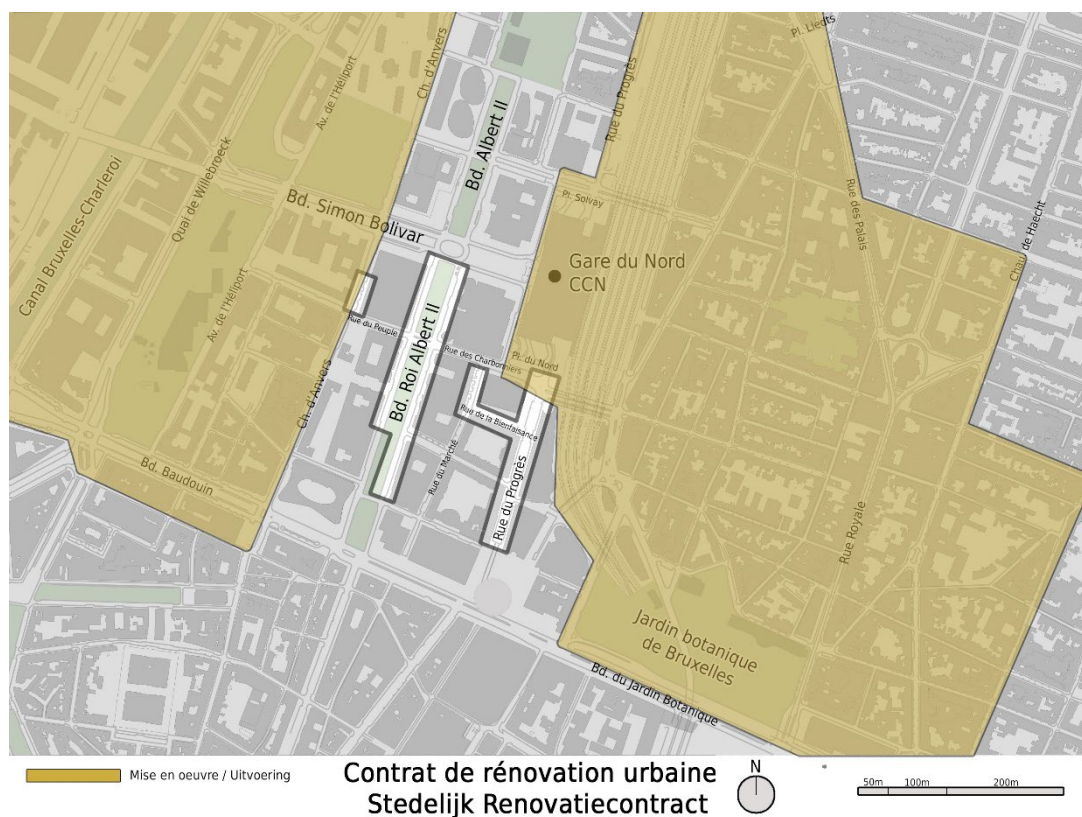 Pl. Liedts
Ch. d'Anvers
Av. de l'Héliport
Rue du Progrès
Bd. Albert II
Canal Bruxelles-Charleroi
Quai de Willebroeck
Bd. Simon Bolivar
Pl. Solvay
Rue des Palais
Chau. de Haecht
Gare du Nord
CCN
Av. de l'Héliport
Rue du Peuple
Bd. Roi Albert II
Rue des Charbonniers
Pl. du Nord
Ch. d'Anvers
Rue de la Bienfaisance
Rue du Marché
Rue du Progrès
Bd. Baudouin
Rue Royale
Jardin botanique
de Bruxelles
Bd. du Jardin Botanique
Mise en oeuvre / Uitvoering
Contrat de rénovation urbaine
Stedelijk Renovatiecontract
N
50m 100m 200m